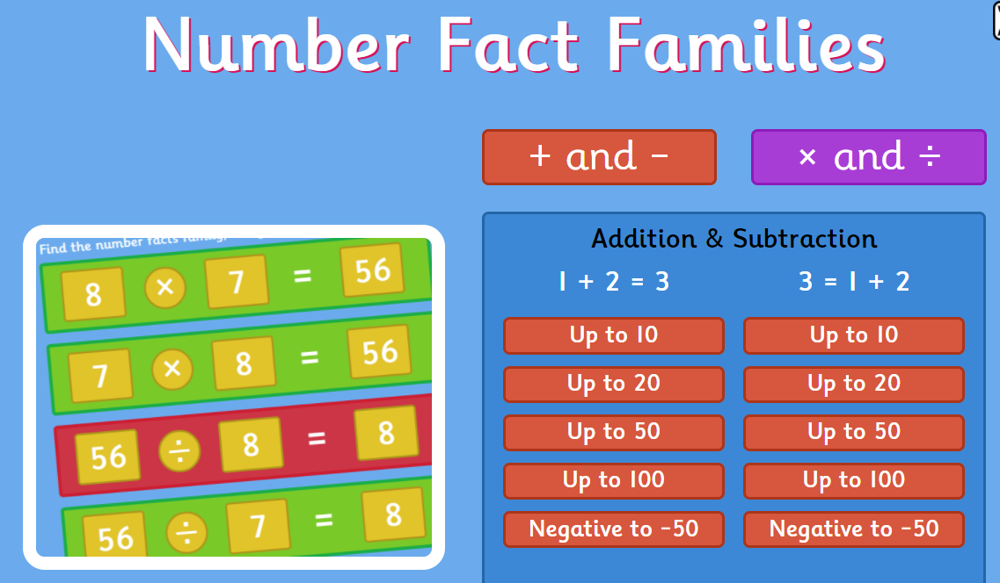 Number Fact Families
+ and −
× and ÷
Find the number facts family,
8 × 7 = 56
7 × 8 = 56
56 ÷ 8 = 8
56 ÷ 7 = 8
Addition & Subtraction
1 + 2 = 3
3 = 1 + 2
Up to 10
Up to 10
Up to 20
Up to 20
Up to 50
Up to 50
Up to 100
Up to 100
Negative to −50
Negative to −50